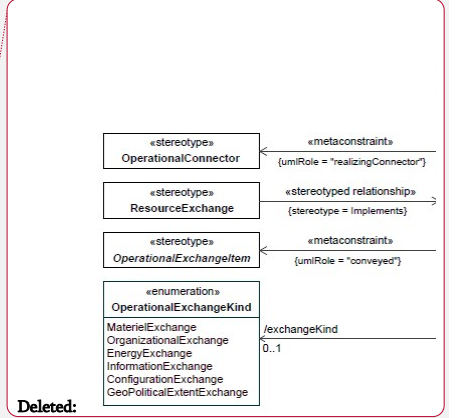 «stereotype»
OperationalConnector
«metaconstraint»
{umlRole = "realizingConnector"}
«stereotype»
ResourceExchange
«stereotyped relationship»
{stereotype = Implements}
«stereotype»
OperationalExchangeItem
«metaconstraint»
{umlRole = "conveyed"}
«enumeration»
OperationalExchangeKind
MaterielExchange
OrganizationalExchange
EnergyExchange
InformationExchange
ConfigurationExchange
GeoPoliticalExtentExchange
/exchangeKind
0..1
Deleted: